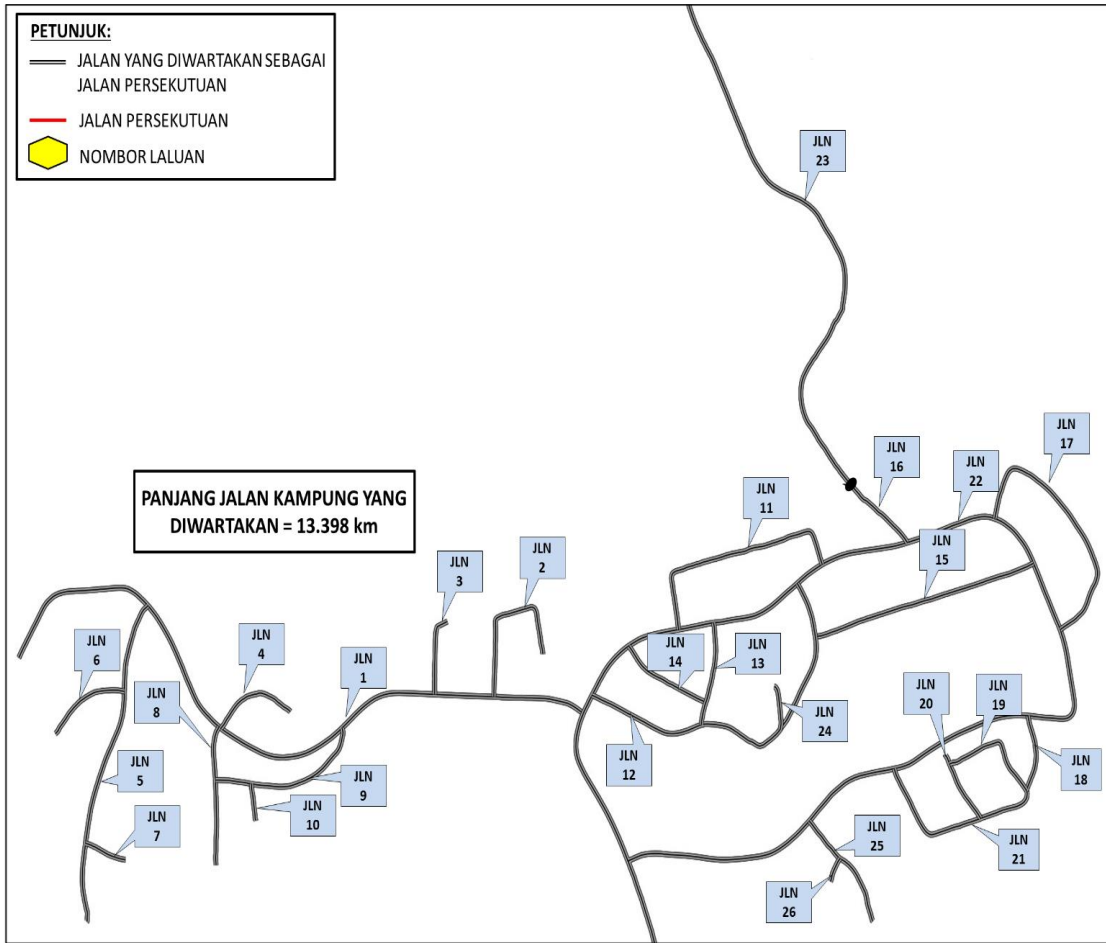 PETUNJUK:
JALAN YANG DIWARTAKAN SEBAGAI
JALAN PERSEKUTUAN
JALAN PERSEKUTUAN
NOMBOR LALUAN
JLN
23
JLN
17
JLN
16
JLN
22
JLN
11
JLN
15
PANJANG JALAN KAMPUNG YANG
DIWARTAKAN = 13.398 km
JLN
3
JLN
2
JLN
6
JLN
4
JLN
1
JLN
14
JLN
13
JLN
8
JLN
20
JLN
19
JLN
24
JLN
12
JLN
18
JLN
5
JLN
9
JLN
10
JLN
7
JLN
25
JLN
21
JLN
26